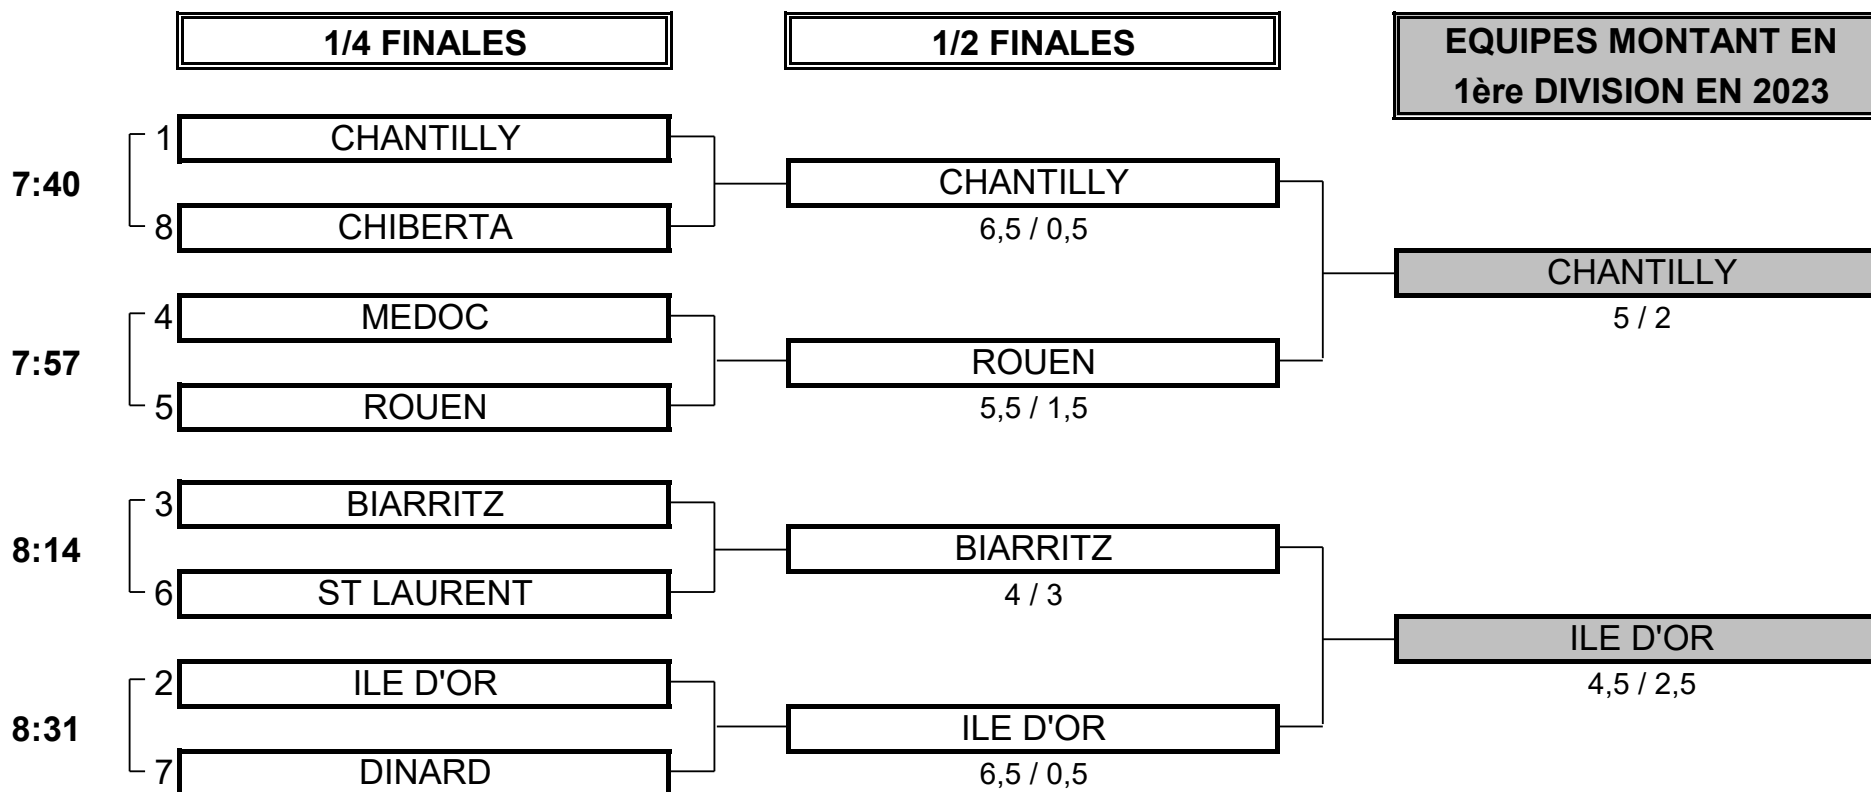 1/4 FINALES
1/2 FINALES
EQUIPES MONTANT EN
1ère DIVISION EN 2023
7:40
1 CHANTILLY
8 CHIBERTA
CHANTILLY
6,5 / 0,5
7:57
4 MEDOC
5 ROUEN
ROUEN
5,5 / 1,5
CHANTILLY
5 / 2
8:14
3 BIARRITZ
6 ST LAURENT
BIARRITZ
4 / 3
8:31
2 ILE D'OR
7 DINARD
ILE D'OR
6,5 / 0,5
ILE D'OR
4,5 / 2,5